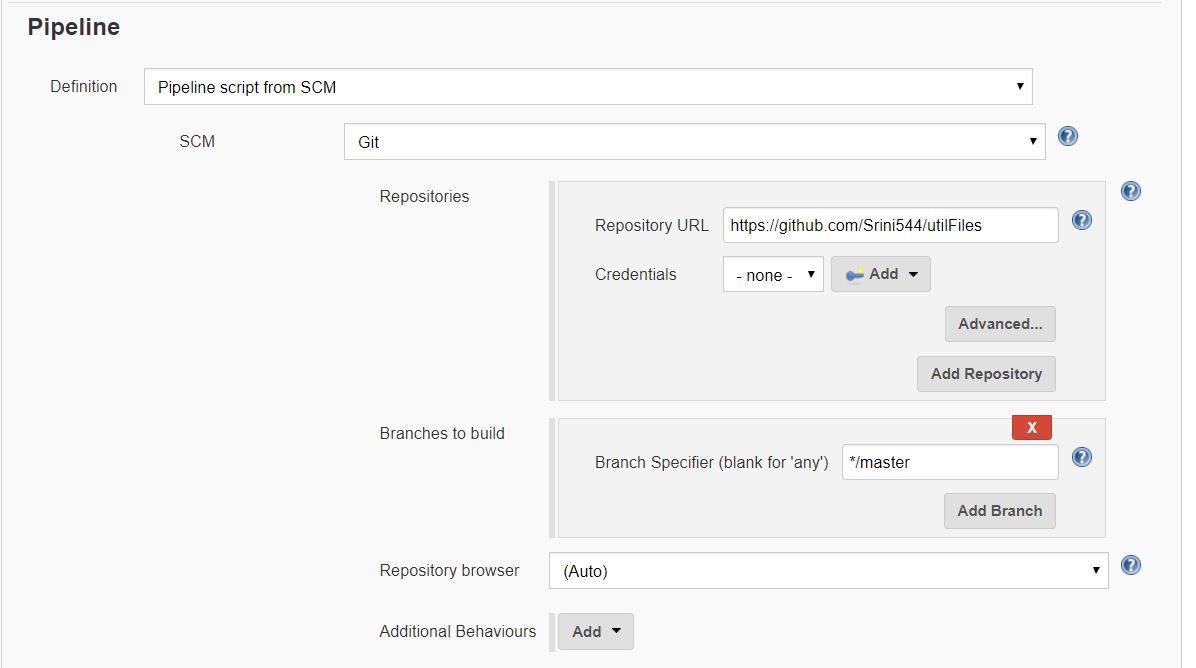 Pipeline
Definition Pipeline script from SCM
SCM Git
Repositories
Repository URL https://github.com/Srini544/utilFiles
Credentials - none - Add
Advanced...
Add Repository
Branches to build
X
Branch Specifier (blank for 'any') */master
Add Branch
Repository browser (Auto)
Additional Behaviours Add